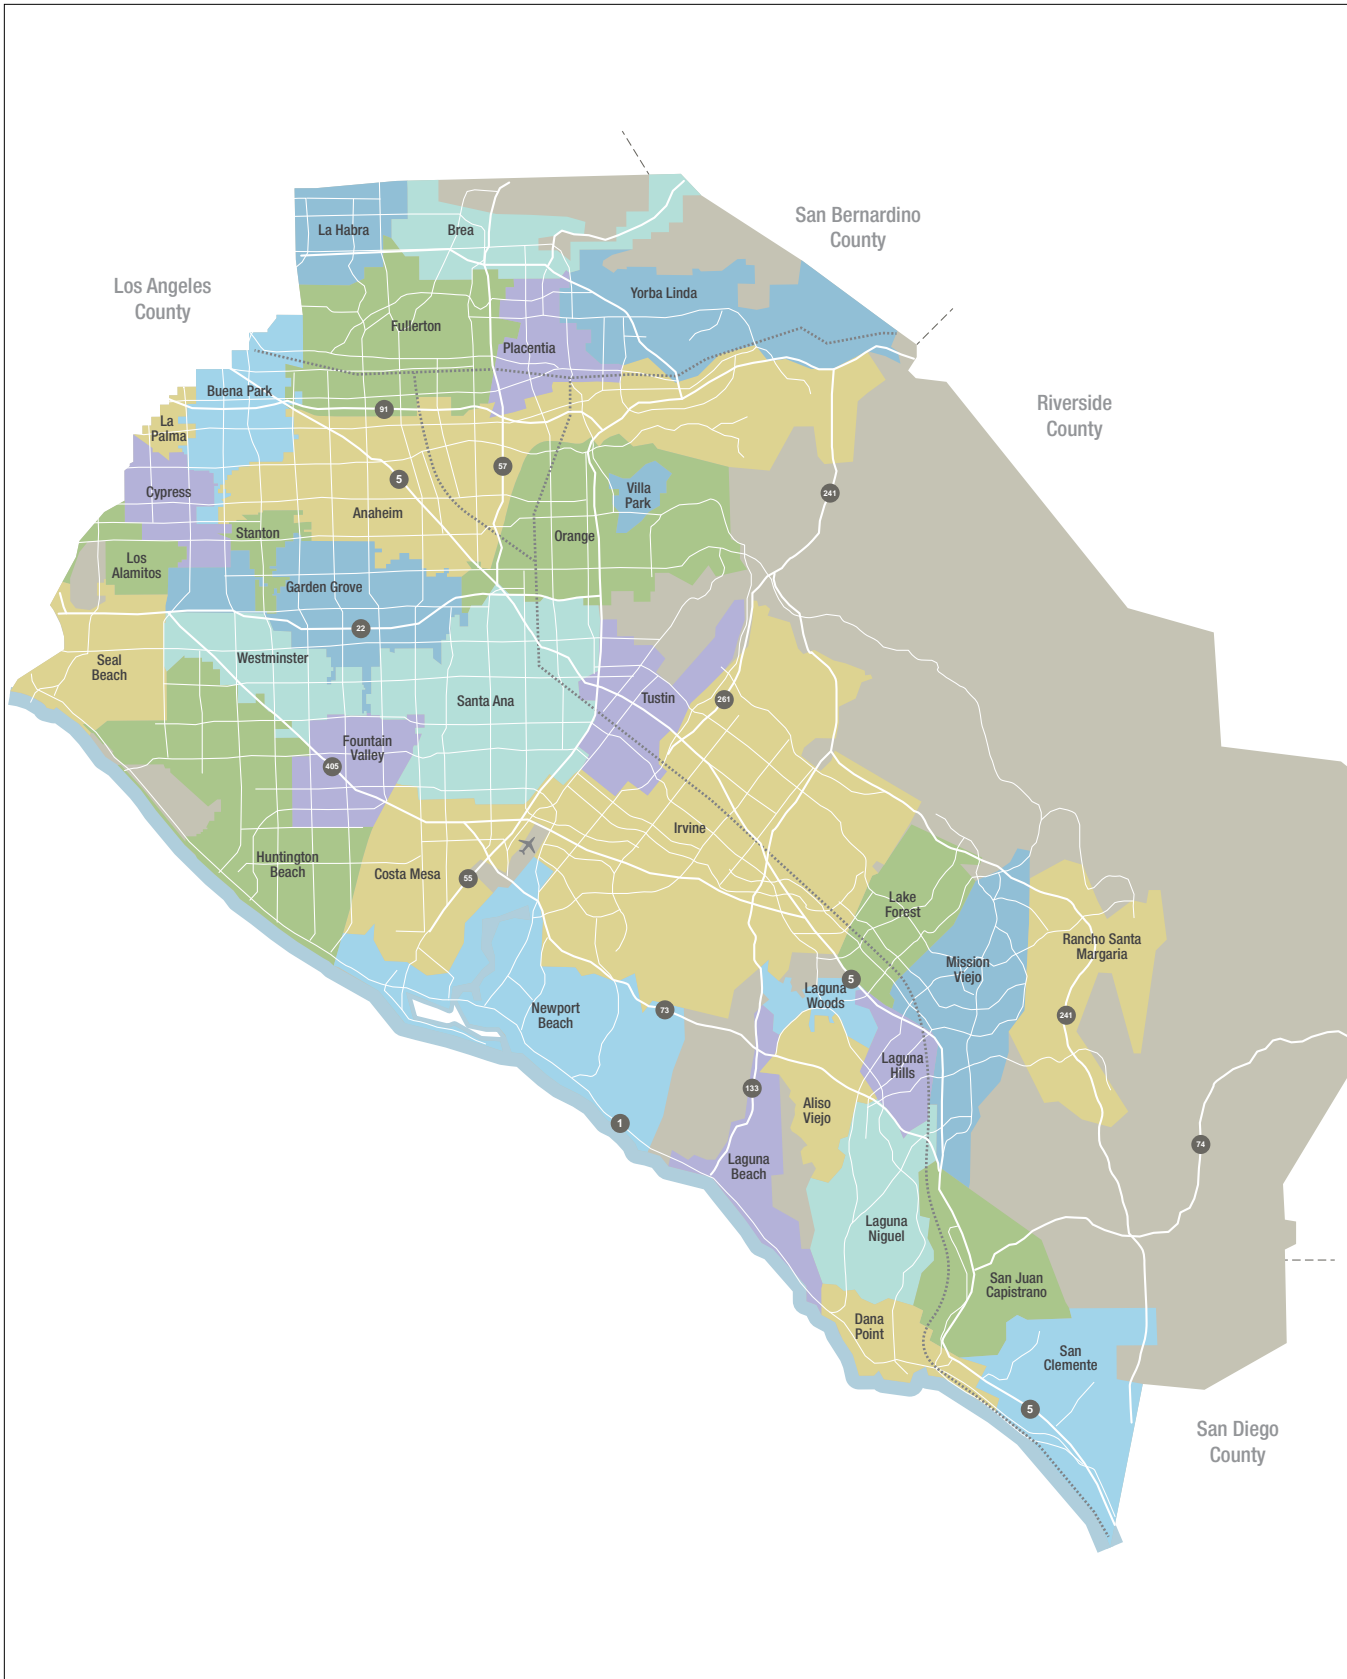 San Bernardino
County
La Habra
Brea
Los Angeles
County
Yorba Linda
Fullerton
Placentia
Buena Park
Riverside
County
91
La
Palma
57
5
Cypress
Villa
Park
241
Anaheim
Stanton
Orange
Los
Alamitos
Garden Grove
22
Westminster
Seal
Beach
Santa Ana
Tustin
261
Fountain
Valley
405
Irvine
Huntington
Beach
Costa Mesa
55
Lake
Forest
Rancho Santa
Margaria
Mission
Viejo
5
Laguna
Woods
Newport
Beach
73
241
Laguna
Hills
133
Aliso
Viejo
1
74
Laguna
Beach
Laguna
Niguel
San Juan
Capistrano
Dana
Point
San
Clemente
5
San Diego
County